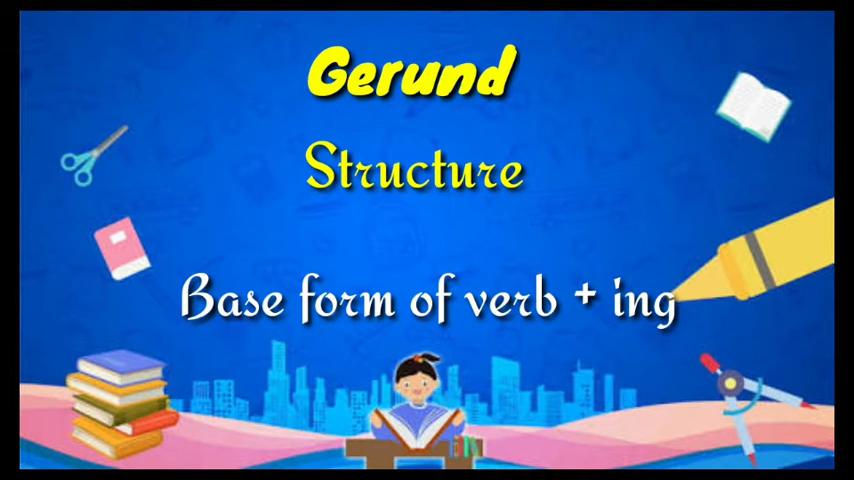 Gerund
Structure
Base form of verb + ing